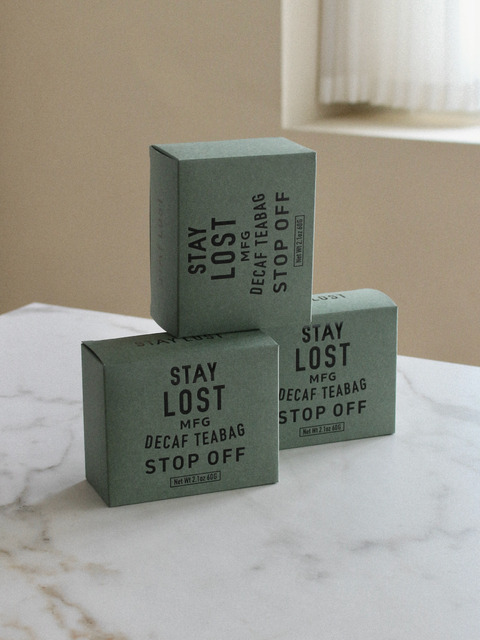 STAY
LOST
MFG
DECAF TEABAG
STOP OFF
Net Wt 2.1oz 60G
STAY LOST
STAY
LOST
MFG
DECAF TEABAG
STOP OFF
Net Wt 2.1oz 60G
LOST
STAY
LOST
MFG
DECAF TEABAG
STOP OFF
Net Wt 2.1oz 60G